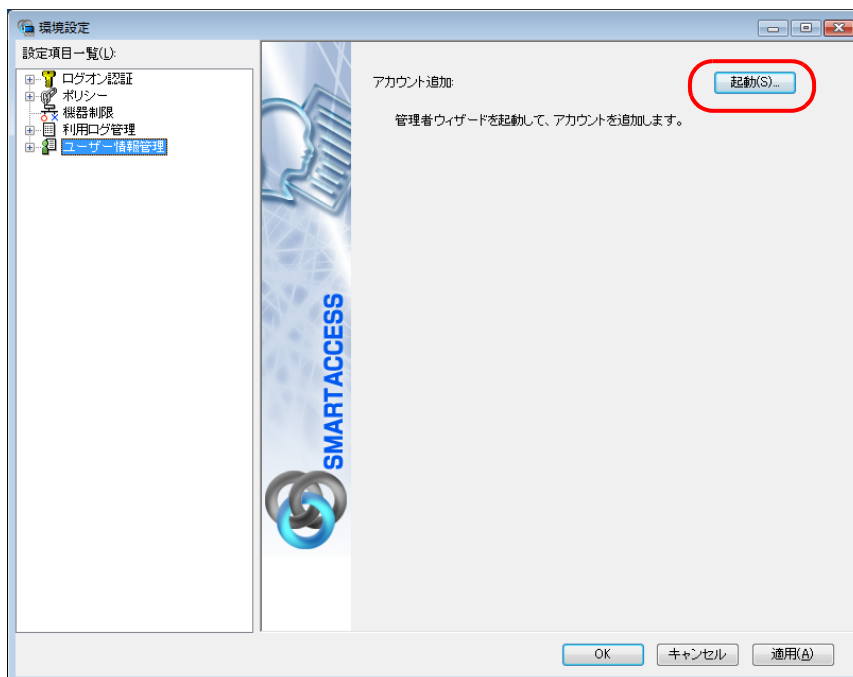 環境設定
設定項目一覧(L):
ログオン認証
ポリシー
機器制限
利用ログ管理
ユーザー情報管理
SMARTACCESS
アカウント追加:
起動(S)...
管理者ウィザードを起動して、アカウントを追加します。
OK
キャンセル
適用(A)